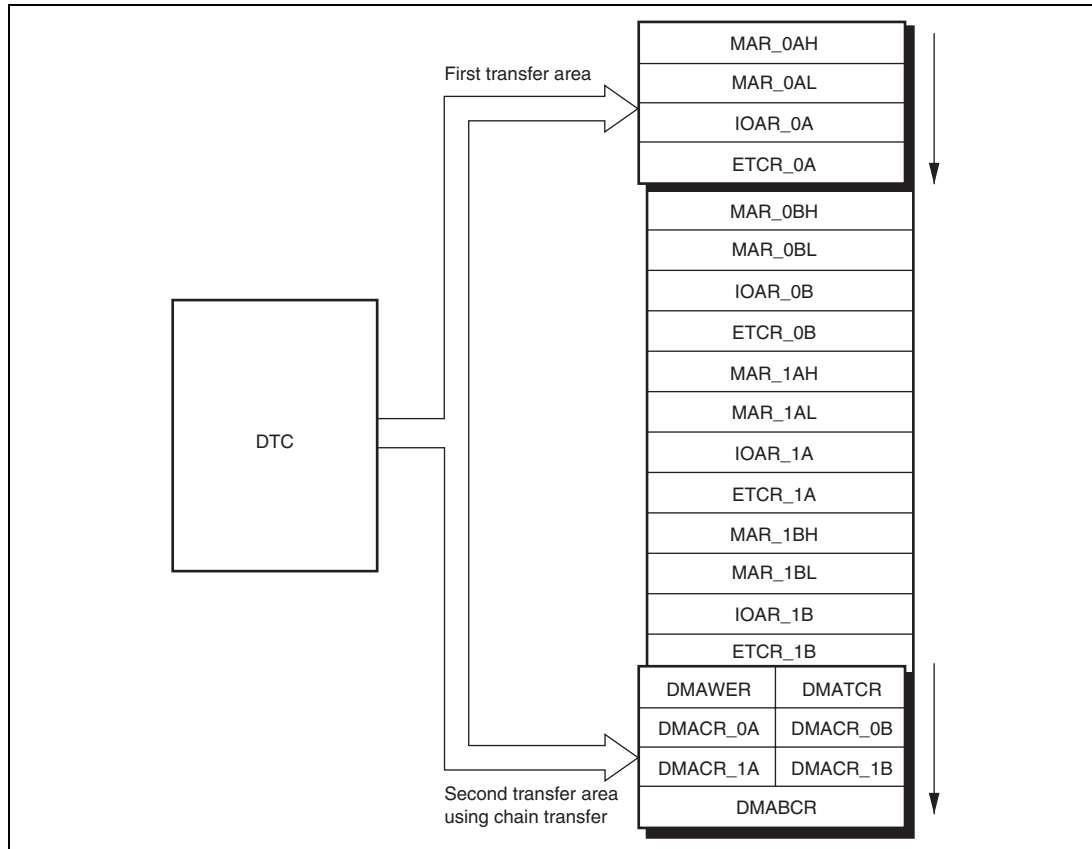 First transfer area
MAR_0AH
MAR_0AL
IOAR_0A
ETCR_0A
MAR_0BH
MAR_0BL
IOAR_0B
ETCR_0B
MAR_1AH
MAR_1AL
IOAR_1A
ETCR_1A
MAR_1BH
MAR_1BL
IOAR_1B
ETCR_1B
DTC
DMAWER DMATCR
DMACR_0A DMACR_0B
DMACR_1A DMACR_1B
DMABCR
Second transfer area
using chain transfer